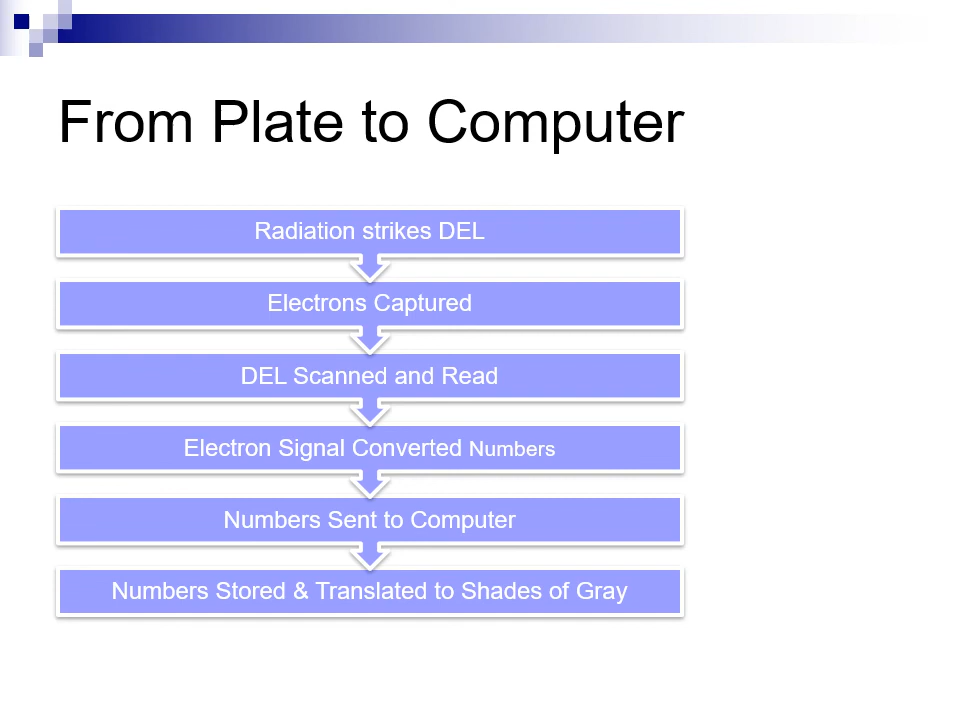 From Plate to Computer
Radiation strikes DEL
Electrons Captured
DEL Scanned and Read
Electron Signal Converted Numbers
Numbers Sent to Computer
Numbers Stored & Translated to Shades of Gray